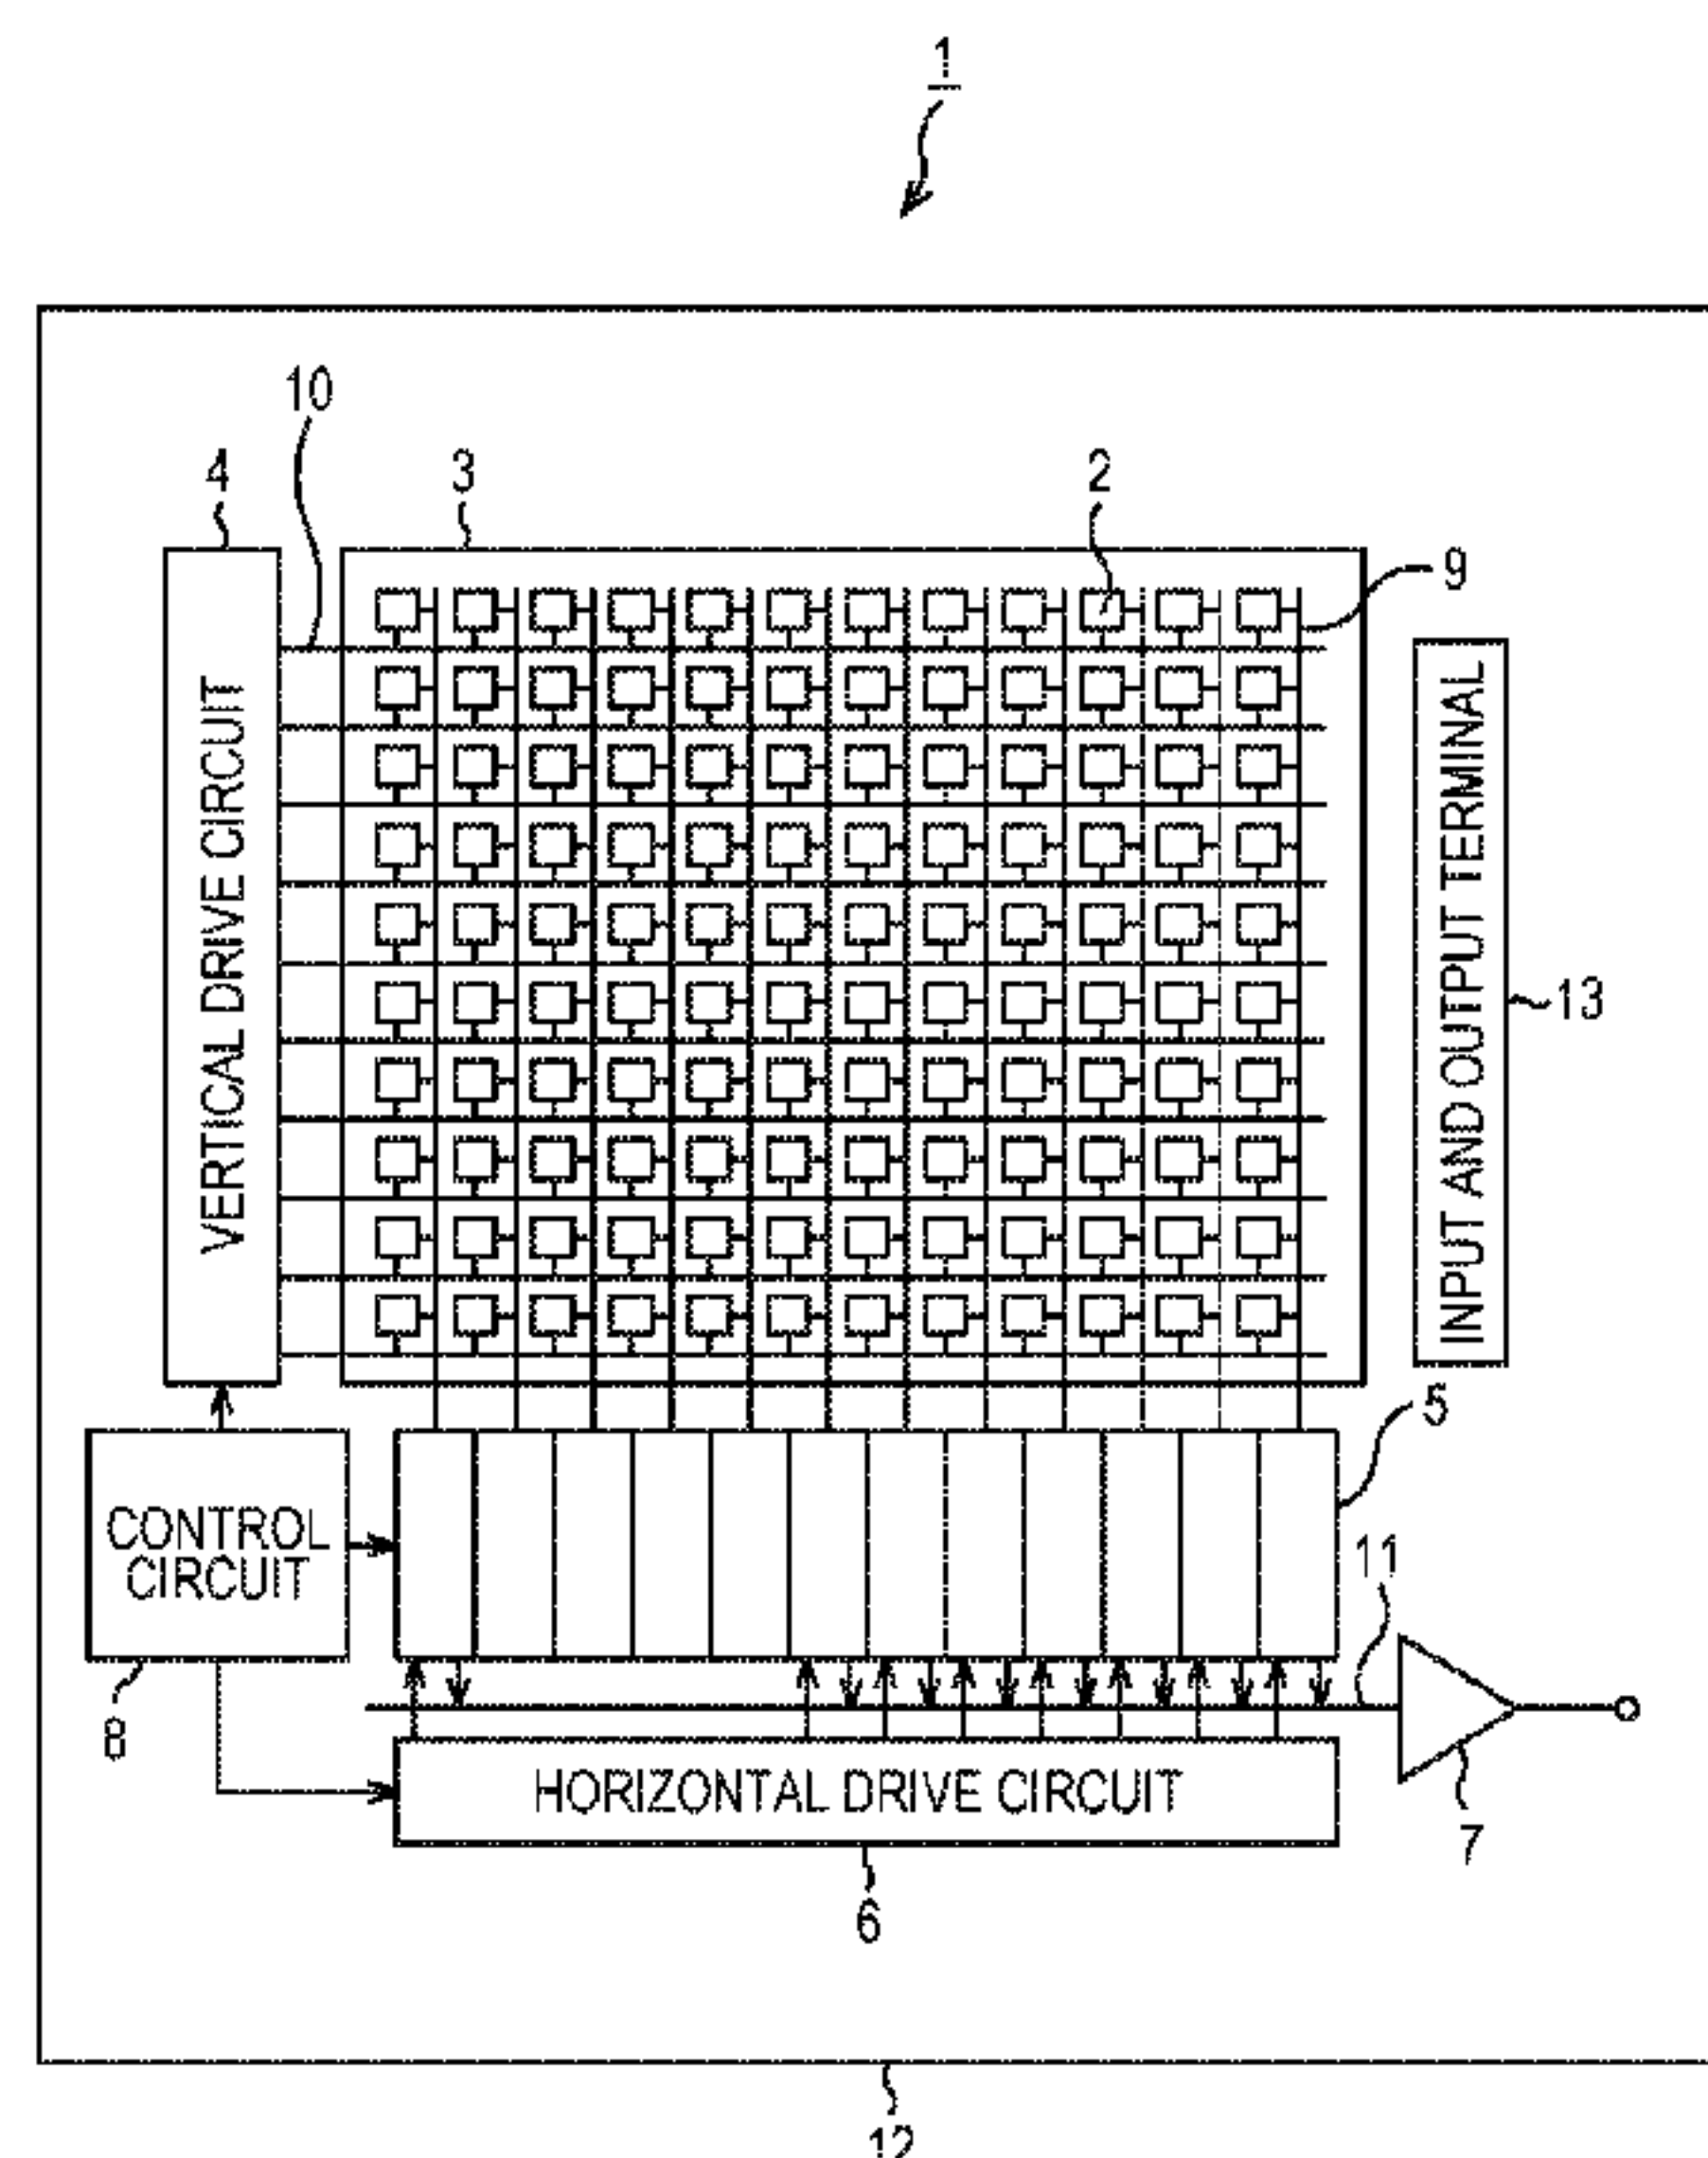 1
10
4
3
2
9
VERTICAL DRIVE CIRCUIT
INPUT AND OUTPUT TERMINAL
13
5
CONTROL
CIRCUIT
11
8
HORIZONTAL DRIVE CIRCUIT
7
6
12